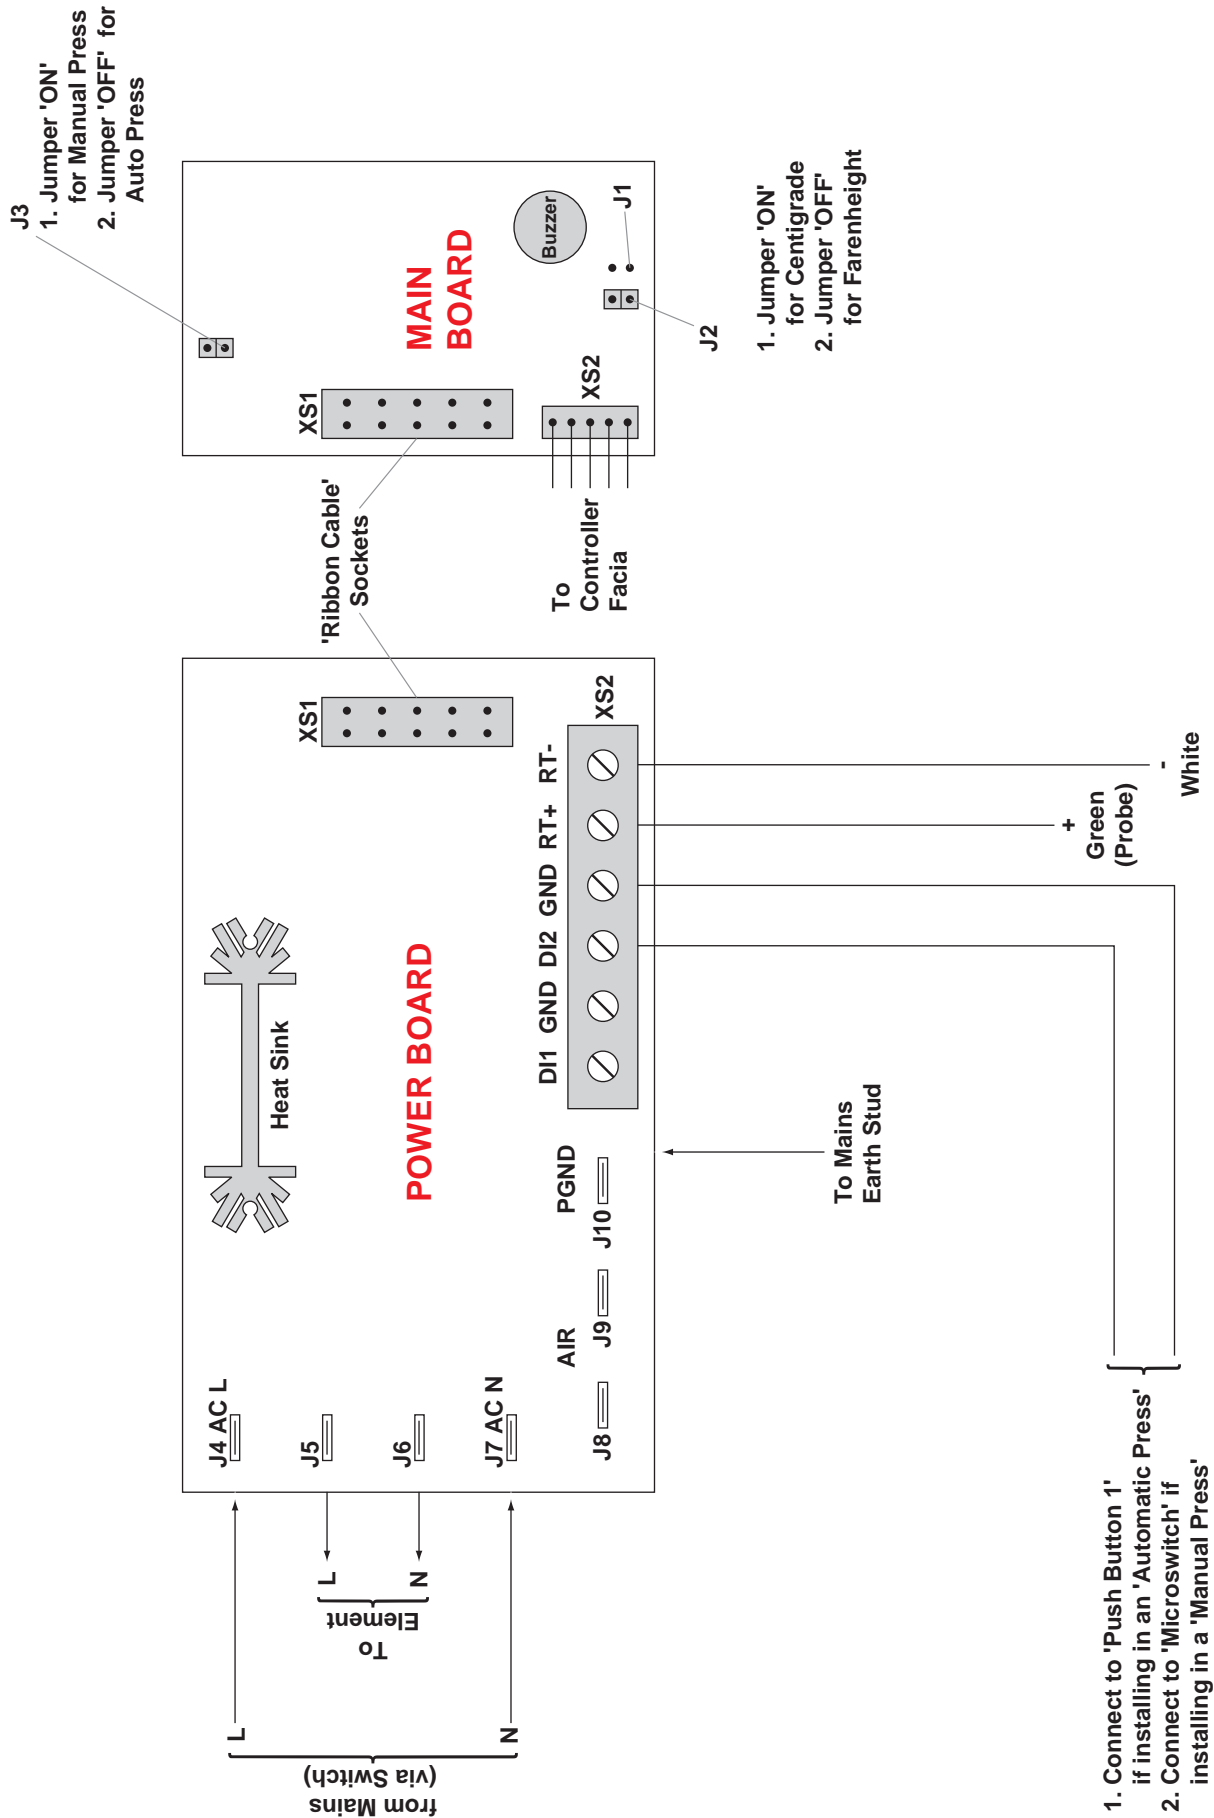 J3
1. Jumper 'ON'
for Manual Press
2. Jumper 'OFF' for
Auto Press
MAIN
BOARD
Buzzer
J1
J2
1. Jumper 'ON'
for Centigrade
2. Jumper 'OFF'
for Farenheight
XS1
XS2
'Ribbon Cable'
Sockets
To
Controller
Facia
XS1
Heat Sink
POWER BOARD
XS2
DI1 GND DI2 GND RT+ RT-
J4 AC L
J5
J6
J7 AC N
AIR
PGND
J8
J9
J10
from Mains
(via Switch)
L
N
To
Element
L
N
To Mains
Earth Stud
+
Green
(Probe)
-
White
1. Connect to 'Push Button 1'
if installing in an 'Automatic Press'
2. Connect to 'Microswitch' if
installing in a 'Manual Press'